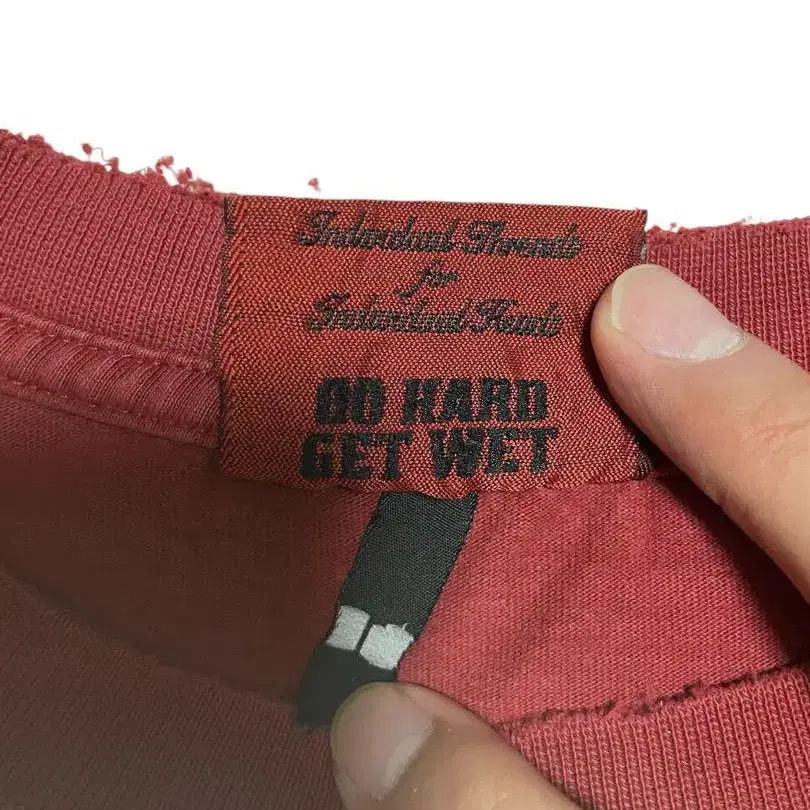 Individual Threads
for
Individual Heads
GO HARD
GET WET